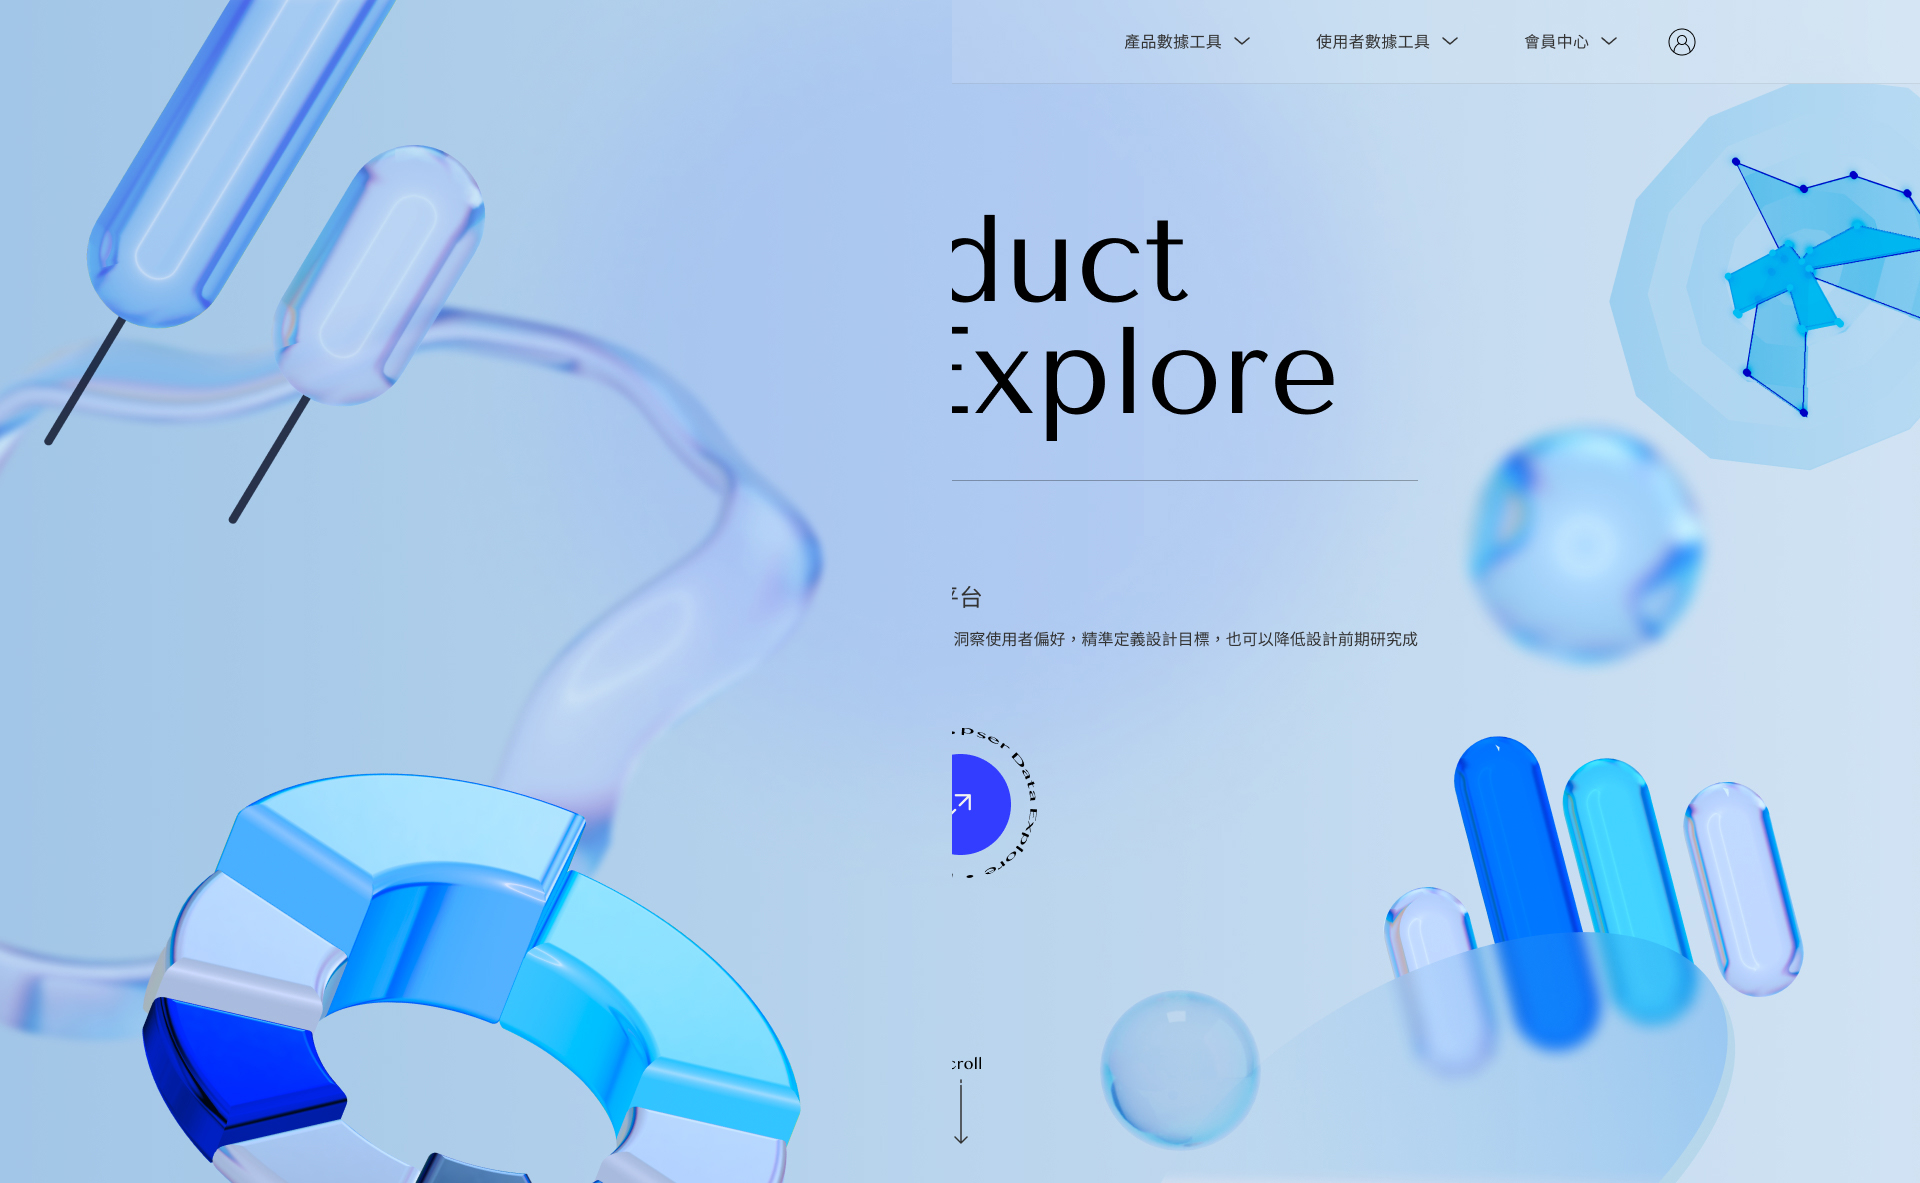 產品數據工具
使用者數據工具
會員中心
duct
Explore
台
洞察使用者偏好，精準定義設計目標，也可以降低設計前期研究成
pser Data Explore •
croll